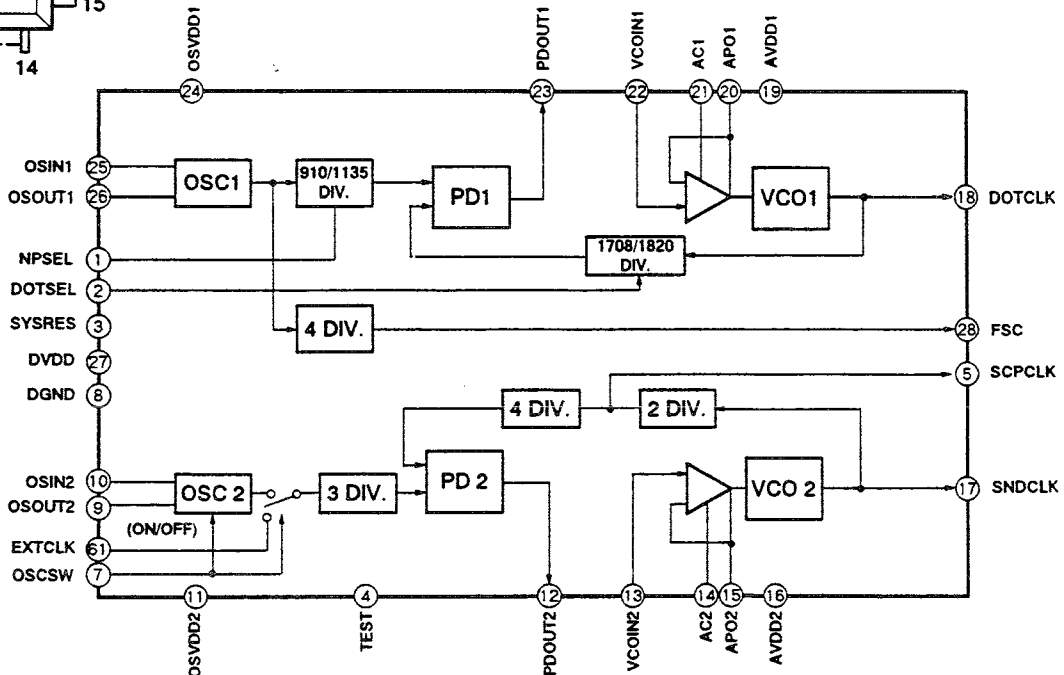 15
14
OSVDD1
PDOUT1
VCOIN1
AC1
APO1
AVDD1
24
23
22
21
20
19
OSIN1
25
OSOUT1
26
OSC1
910/1135
DIV.
PD1
VCO1
18
DOTCLK
NPSEL
1
1708/1820
DIV.
DOTSEL
2
SYSRES
3
4 DIV.
28
FSC
DVDD
27
5
SCPCLK
DGND
8
4 DIV.
2 DIV.
OSIN2
10
OSOUT2
9
OSC 2
(ON/OFF)
3 DIV.
PD 2
VCO 2
17
SNDCLK
EXTCLK
61
OSCSW
7
11
4
12
13
14
15
16
OSVDD2
TEST
PDOUT2
VCOIN2
AC2
APO2
AVDD2